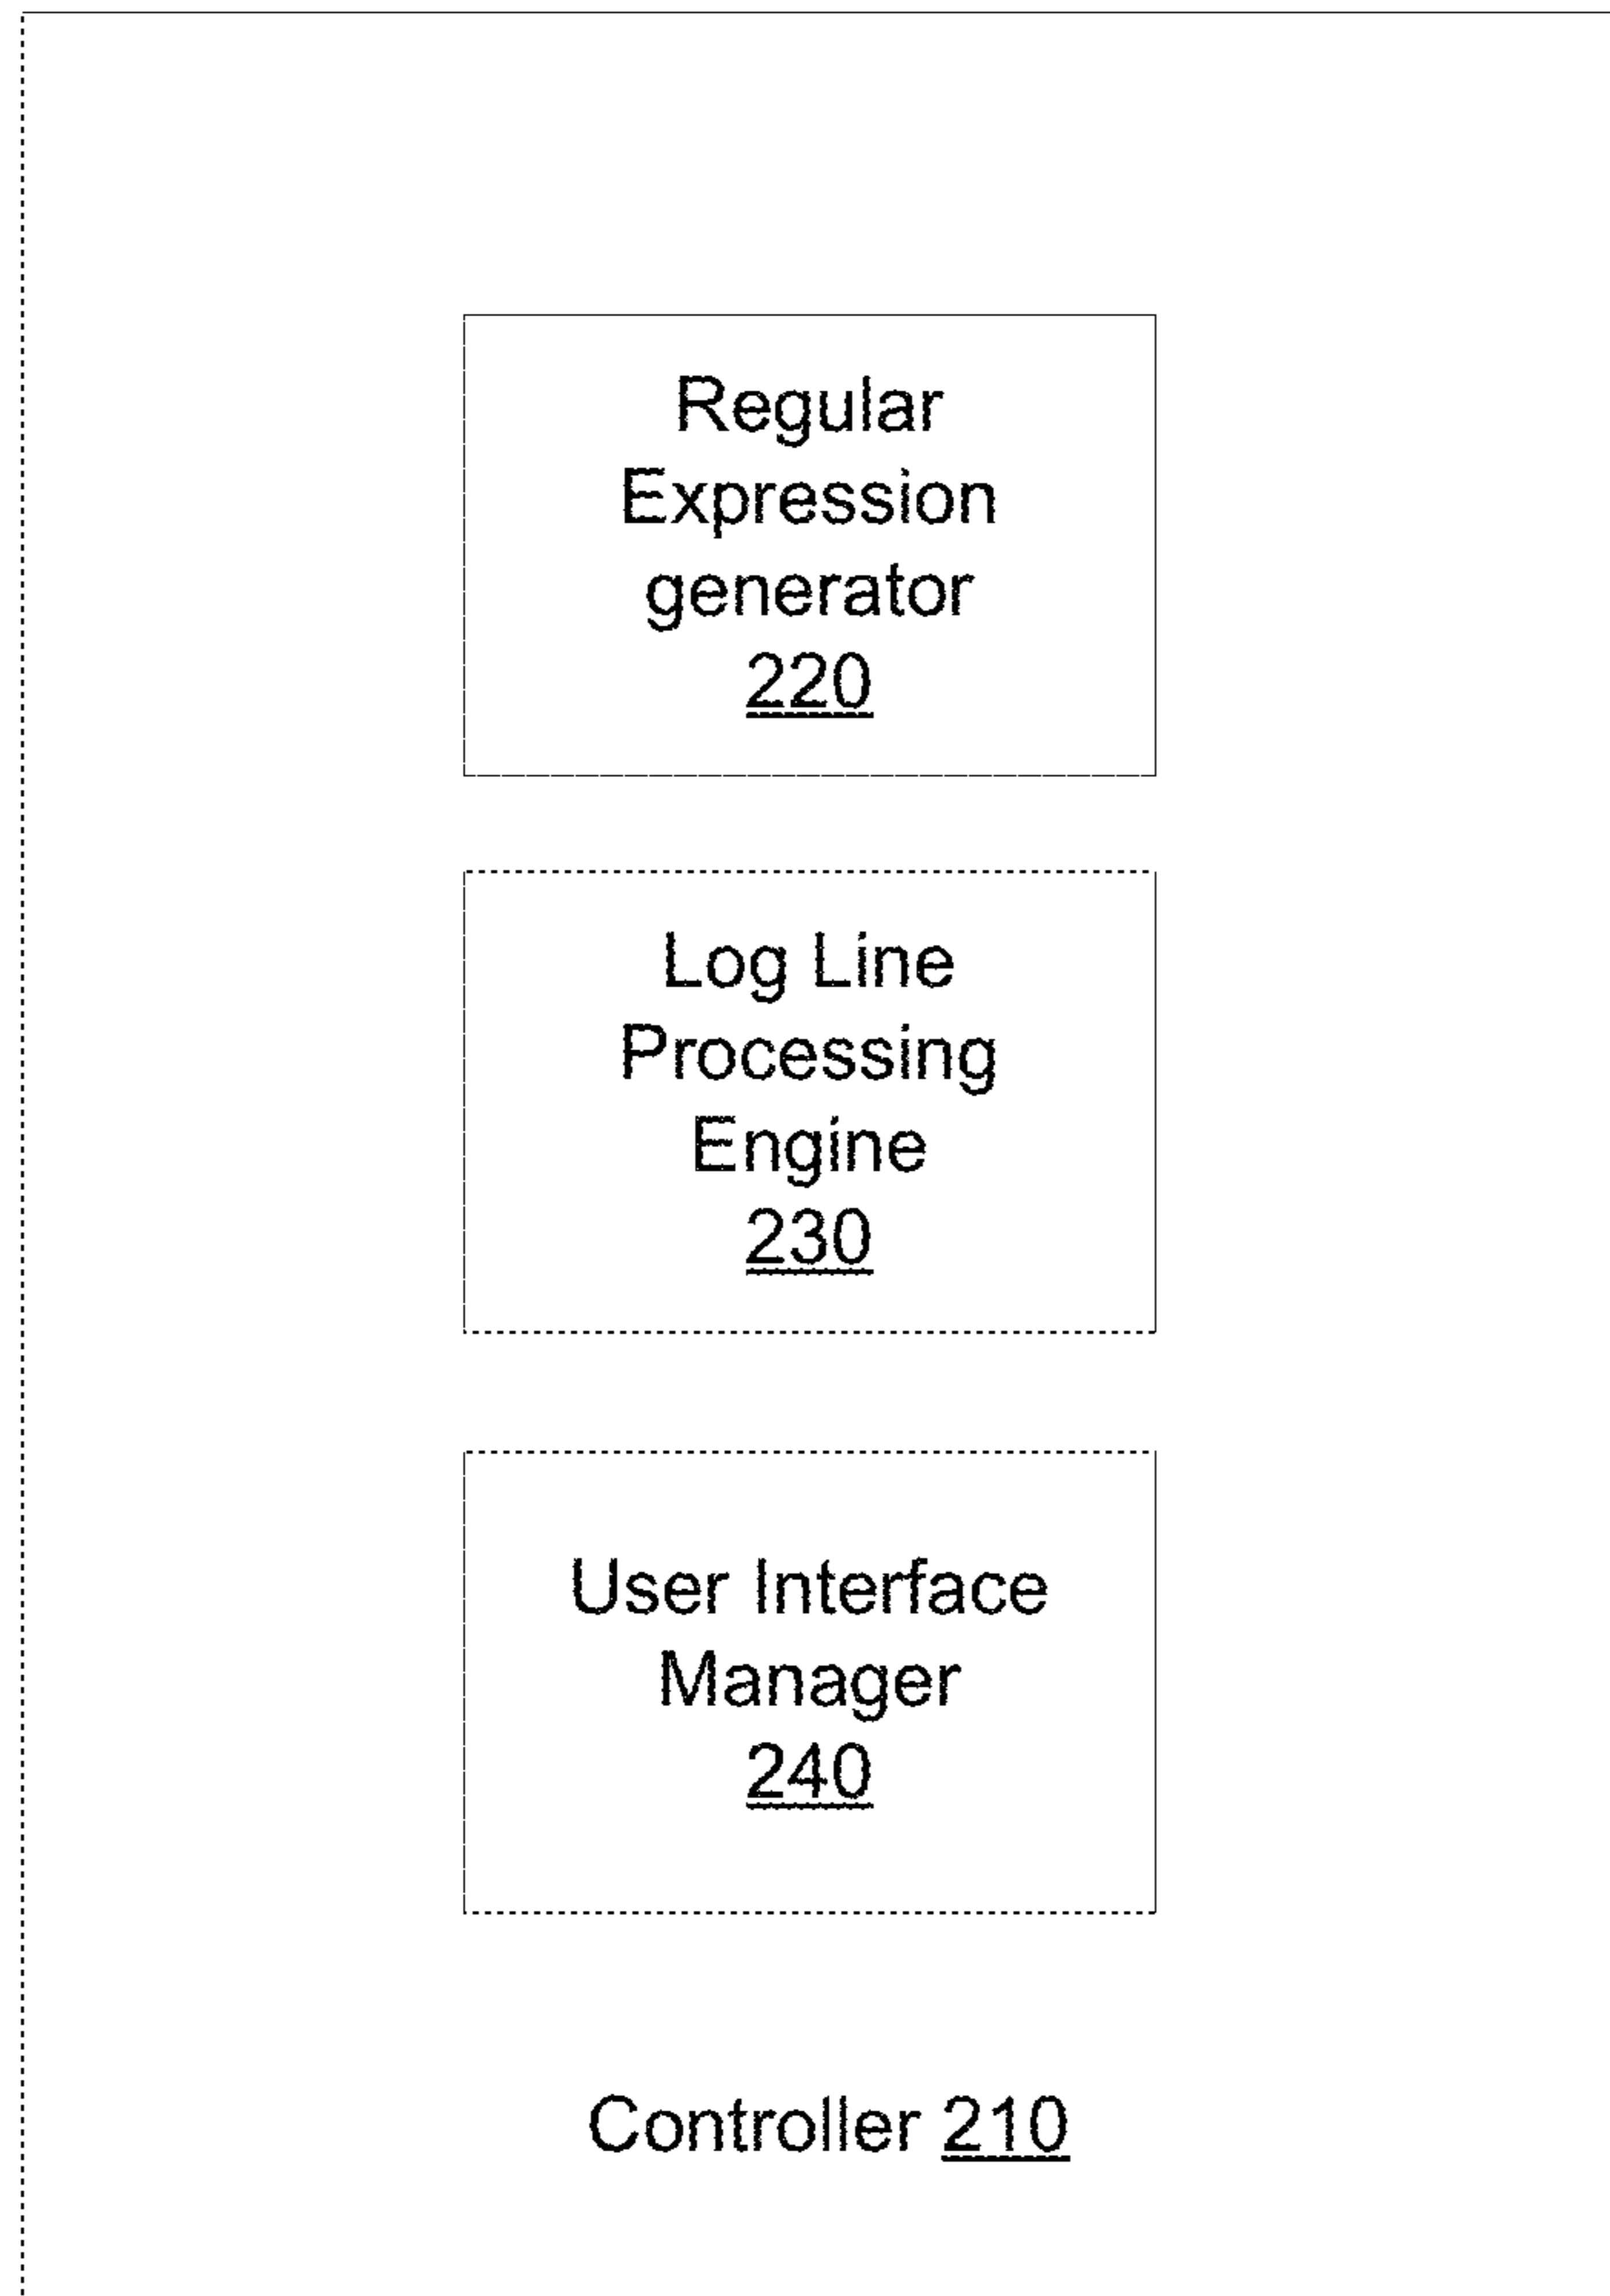 Regular
Expression
generator
220
Log Line
Processing
Engine
230
User Interface
Manager
240
Controller 210